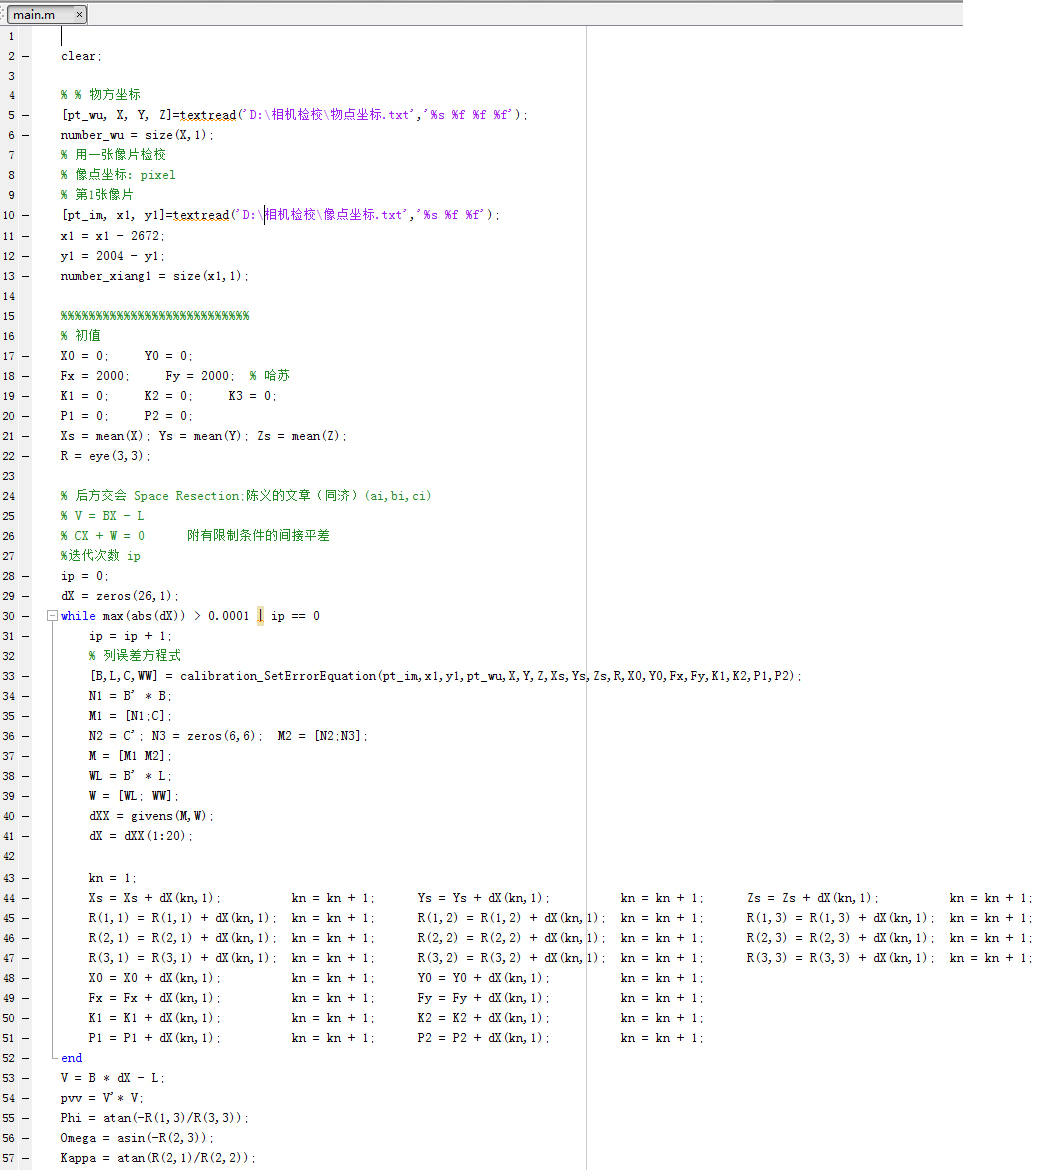 main.m ×
1
2 — clear;
3
4 % % 物方坐标
5 — [pt_wu, X, Y, Z]=textread('D:\相机检校\物点坐标.txt','%s %f %f %f');
6 — number_wu = size(X,1);
7 % 用一张像片检校
8 % 像点坐标: pixel
9 % 第1张像片
10 — [pt_im, x1, y1]=textread('D:\相机检校\像点坐标.txt','%s %f %f');
11 — x1 = x1 - 2672;
12 — y1 = 2004 - y1;
13 — number_xiang1 = size(x1,1);
14
15 %%%%%%%%%%%%%%%%%%%%%%%%%%%
16 % 初值
17 — X0 = 0; Y0 = 0;
18 — Fx = 2000; Fy = 2000; % 哈苏
19 — K1 = 0; K2 = 0; K3 = 0;
20 — P1 = 0; P2 = 0;
21 — Xs = mean(X); Ys = mean(Y); Zs = mean(Z);
22 — R = eye(3,3);
23
24 % 后方交会 Space Resection;陈义的文章（同济）(ai,bi,ci)
25 % V = BX - L
26 % CX + W = 0 附有限制条件的间接平差
27 %迭代次数 ip
28 — ip = 0;
29 — dX = zeros(26,1);
30 — while max(abs(dX)) > 0.0001 | ip == 0
31 — ip = ip + 1;
32 % 列误差方程式
33 — [B,L,C,WW] = calibration_SetErrorEquation(pt_im,x1,y1,pt_wu,X,Y,Z,Xs,Ys,Zs,R,X0,Y0,Fx,Fy,K1,K2,P1,P2);
34 — N1 = B' * B;
35 — M1 = [N1;C];
36 — N2 = C'; N3 = zeros(6,6); M2 = [N2;N3];
37 — M = [M1 M2];
38 — WL = B' * L;
39 — W = [WL; WW];
40 — dXX = givens(M,W);
41 — dX = dXX(1:20);
42
43 — kn = 1;
44 — Xs = Xs + dX(kn,1); kn = kn + 1; Ys = Ys + dX(kn,1); kn = kn + 1; Zs = Zs + dX(kn,1); kn = kn + 1;
45 — R(1,1) = R(1,1) + dX(kn,1); kn = kn + 1; R(1,2) = R(1,2) + dX(kn,1); kn = kn + 1; R(1,3) = R(1,3) + dX(kn,1); kn = kn + 1;
46 — R(2,1) = R(2,1) + dX(kn,1); kn = kn + 1; R(2,2) = R(2,2) + dX(kn,1); kn = kn + 1; R(2,3) = R(2,3) + dX(kn,1); kn = kn + 1;
47 — R(3,1) = R(3,1) + dX(kn,1); kn = kn + 1; R(3,2) = R(3,2) + dX(kn,1); kn = kn + 1; R(3,3) = R(3,3) + dX(kn,1); kn = kn + 1;
48 — X0 = X0 + dX(kn,1); kn = kn + 1; Y0 = Y0 + dX(kn,1); kn = kn + 1;
49 — Fx = Fx + dX(kn,1); kn = kn + 1; Fy = Fy + dX(kn,1); kn = kn + 1;
50 — K1 = K1 + dX(kn,1); kn = kn + 1; K2 = K2 + dX(kn,1); kn = kn + 1;
51 — P1 = P1 + dX(kn,1); kn = kn + 1; P2 = P2 + dX(kn,1); kn = kn + 1;
52 — end
53 — V = B * dX - L;
54 — pvv = V'* V;
55 — Phi = atan(-R(1,3)/R(3,3));
56 — Omega = asin(-R(2,3));
57 — Kappa = atan(R(2,1)/R(2,2));